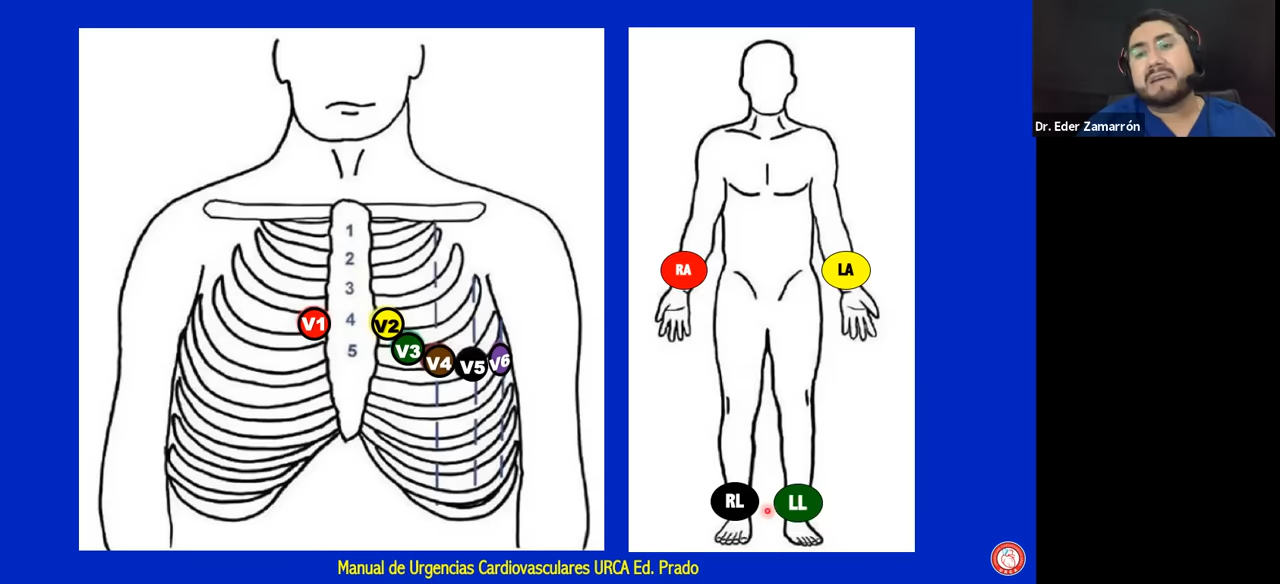 1
2
3
4
5
V1
V2
V3
V4
V5
V6
RA
LA
RL
LL
Manual de Urgencias Cardiovasculares URCA Ed. Prado
Dr. Eder Zamarrón
URCA